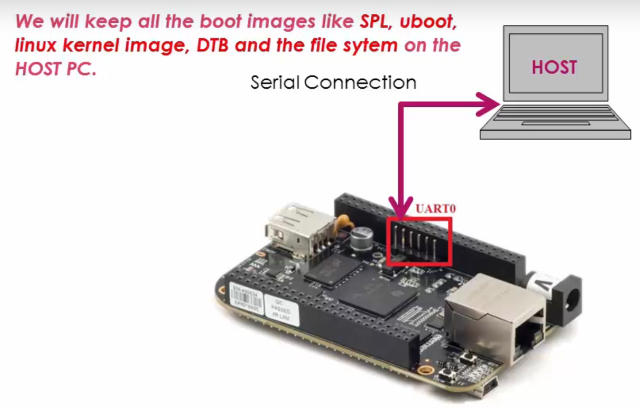 We will keep all the boot images like SPL, uboot,
linux kernel image, DTB and the file sytem on the
HOST PC.
Serial Connection
HOST
UART0